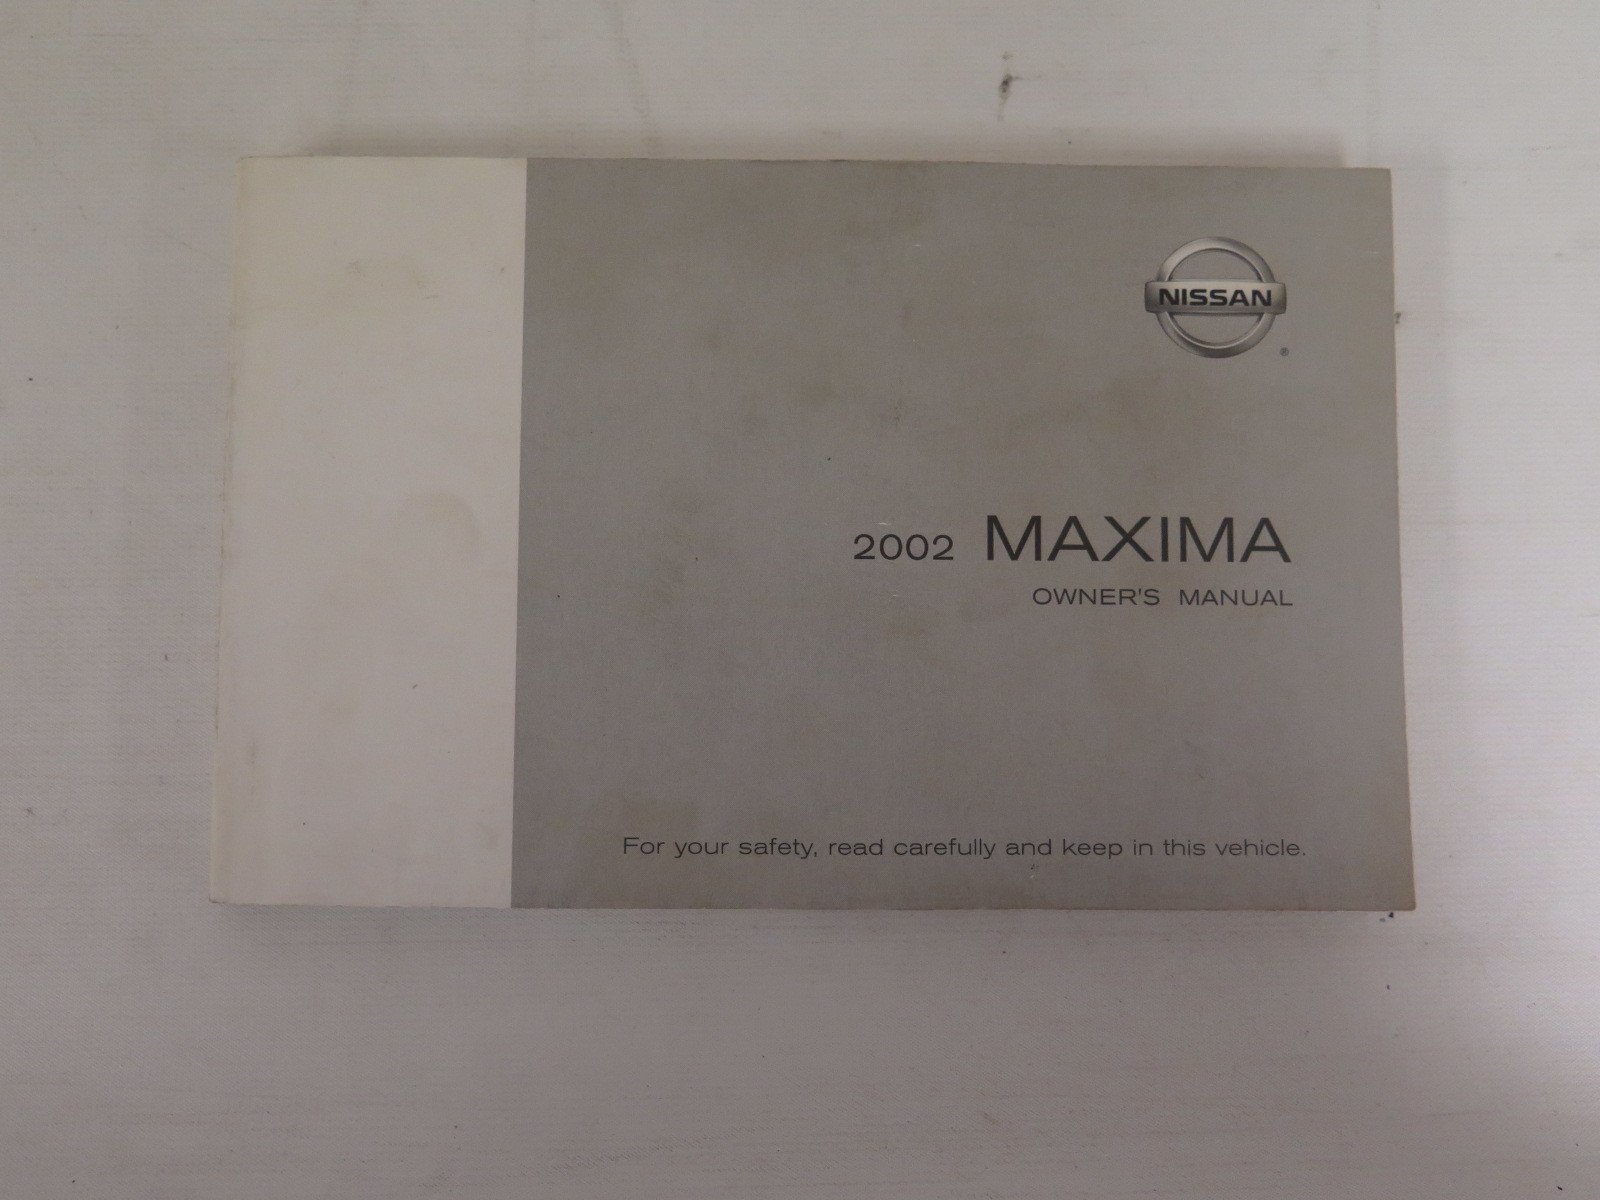 NISSAN
®
2002 MAXIMA
OWNER'S MANUAL
For your safety, read carefully and keep in this vehicle.